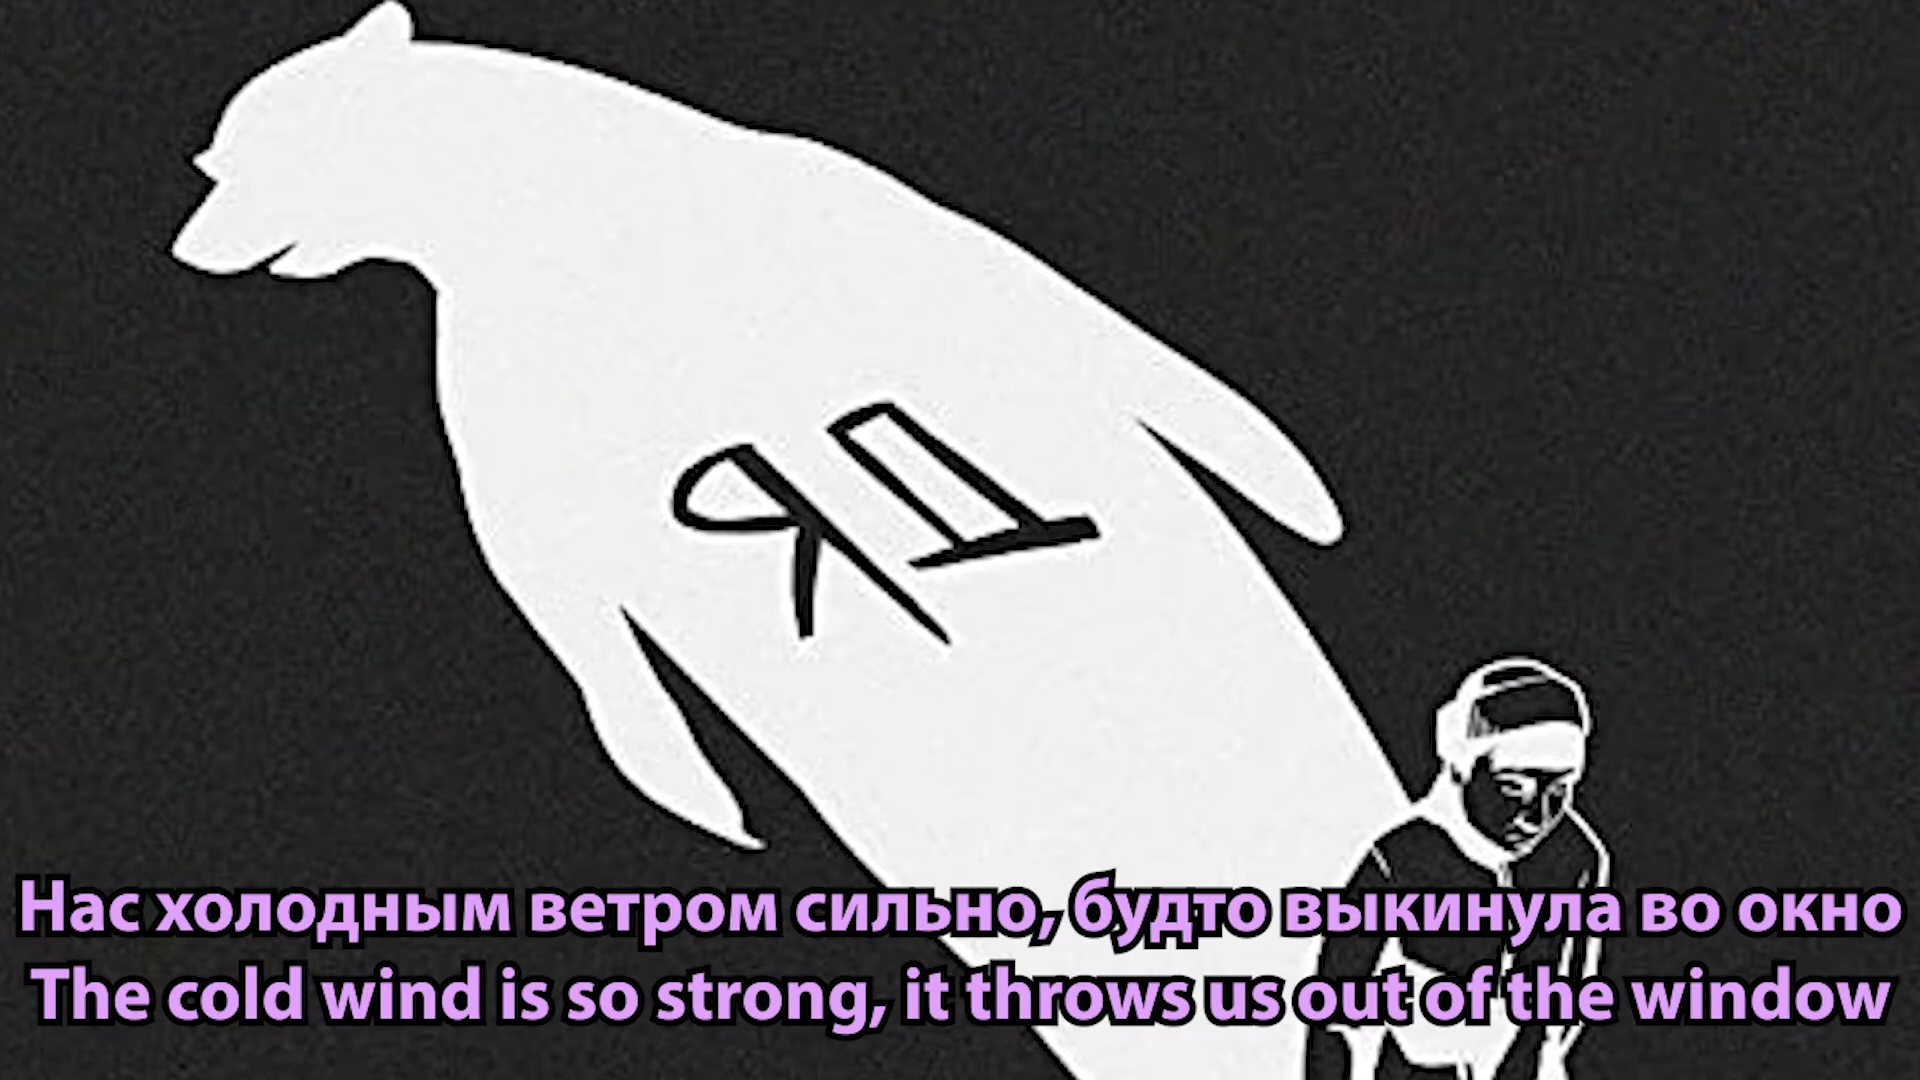 ЯД
Нас холодным ветром сильно, будто выкинула во окно
The cold wind is so strong, it throws us out of the window